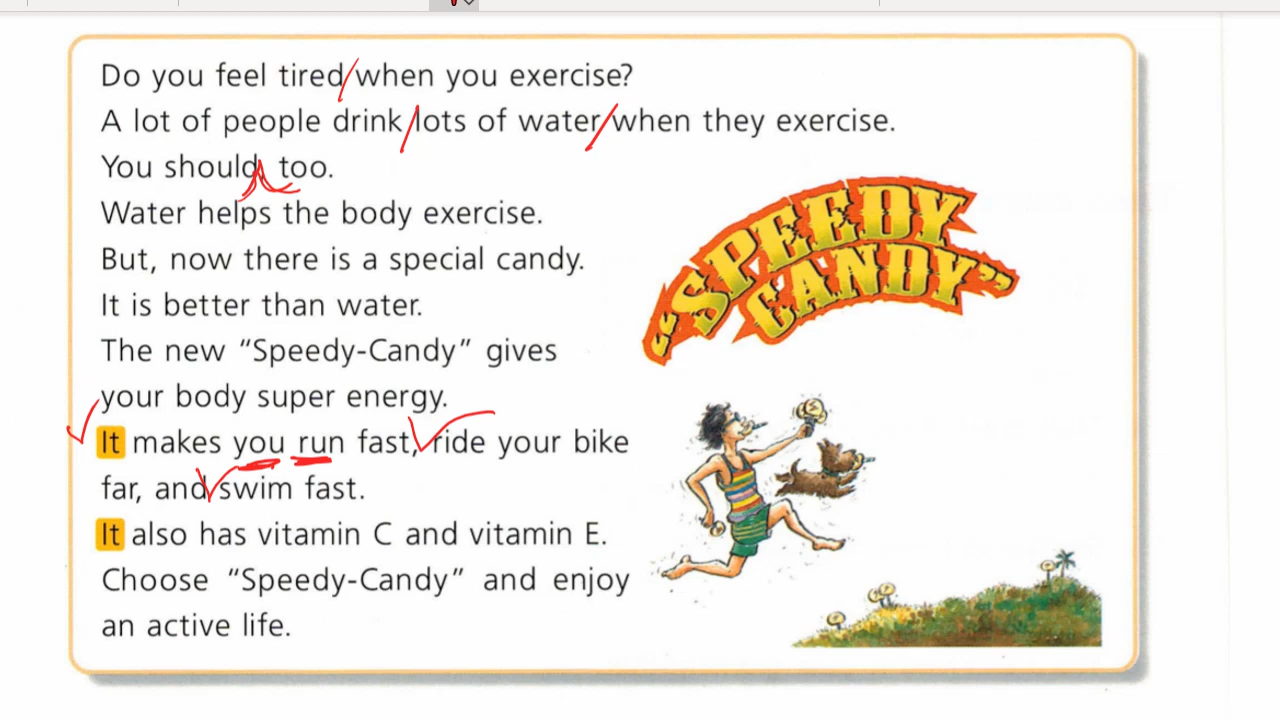 Do you feel tired when you exercise?
A lot of people drink lots of water when they exercise.
You should too.
Water helps the body exercise.
But, now there is a special candy.
It is better than water.
The new “Speedy-Candy” gives
your body super energy.
It makes you run fast, ride your bike
far, and swim fast.
It also has vitamin C and vitamin E.
Choose “Speedy-Candy” and enjoy
an active life.
“SPEEDY
CANDY”